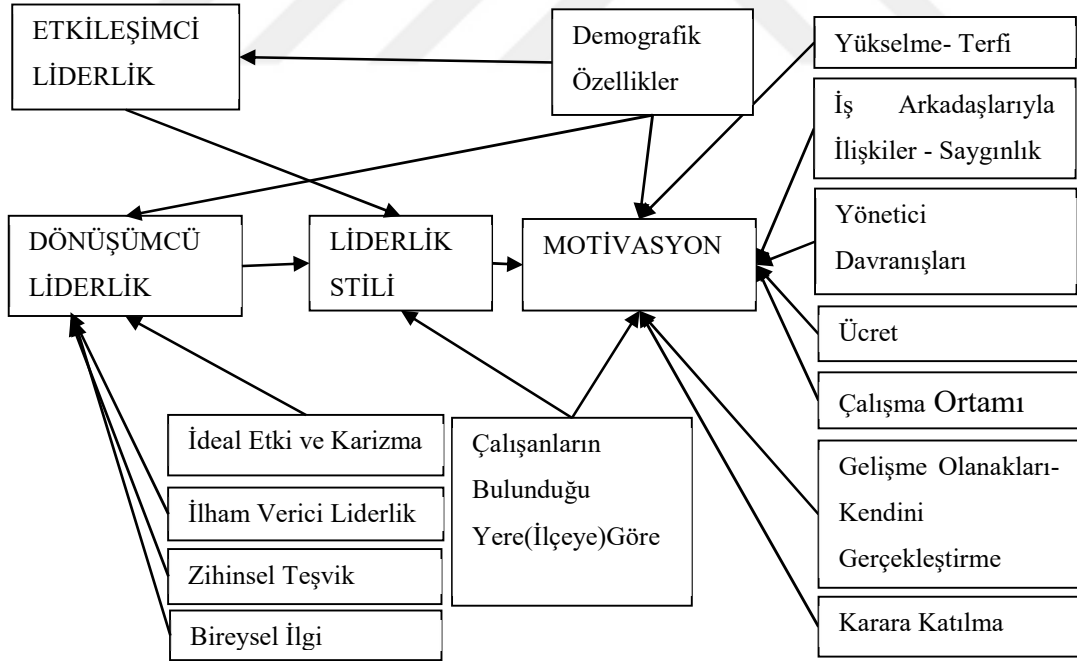 ETKİLEŞİMCİ
LİDERLİK
Demografik
Özellikler
Yükselme- Terfi
İş Arkadaşlarıyla
İlişkiler - Saygınlık
Yönetici
Davranışları
DÖNÜŞÜMCÜ
LİDERLİK
LİDERLİK
STİLİ
MOTİVASYON
Ücret
Çalışma Ortamı
İdeal Etki ve Karizma
İlham Verici Liderlik
Zihinsel Teşvik
Bireysel İlgi
Çalışanların
Bulunduğu
Yere(İlçeye)Göre
Gelişme Olanakları-
Kendini
Gerçekleştirme
Karara Katılma